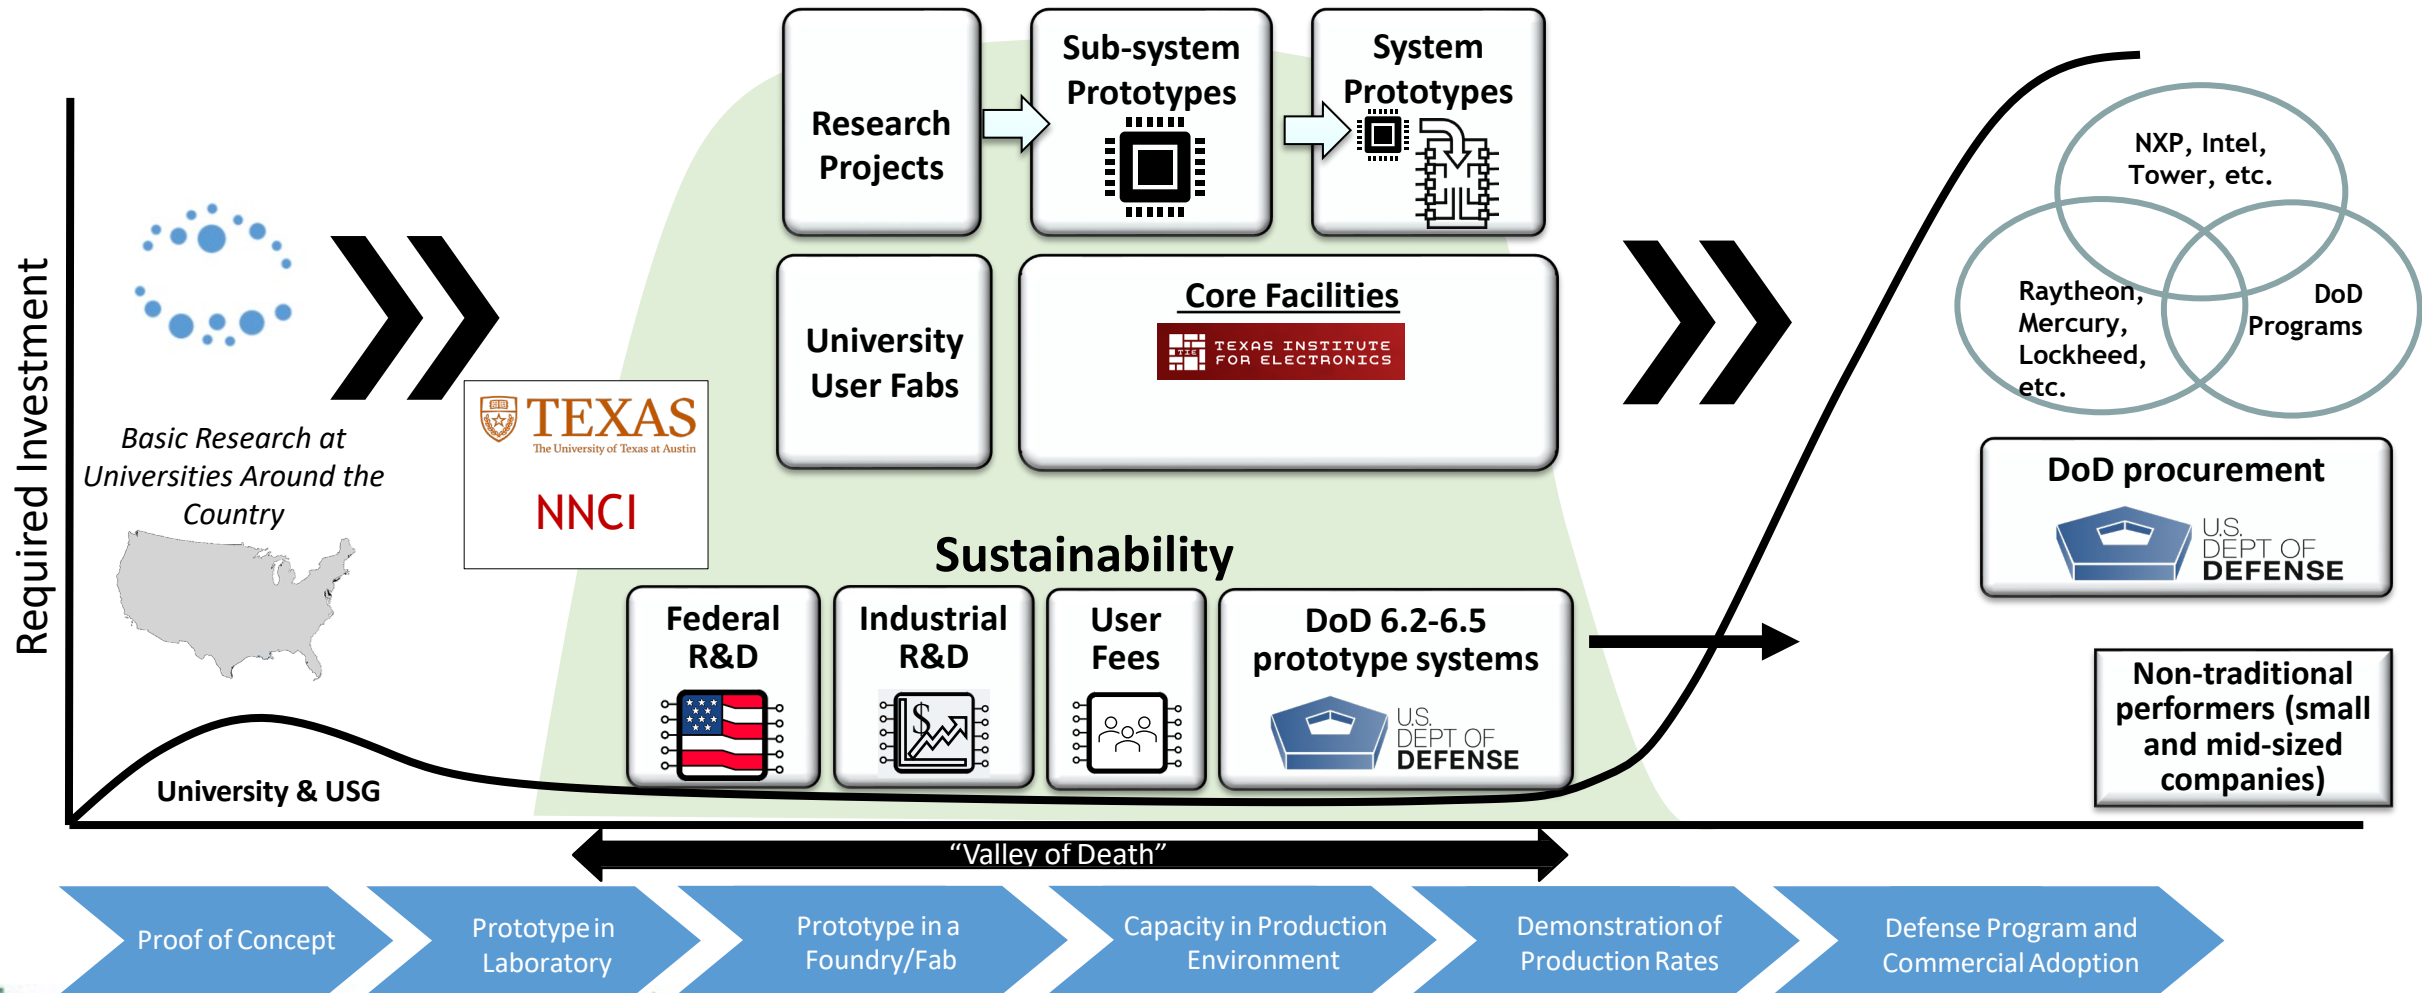 Required Investment
Basic Research at
Universities Around the
Country
University & USG
TEXAS
The University of Texas at Austin
NNCI
Research
Projects
Sub-system
Prototypes
System
Prototypes
University
User Fabs
Core Facilities
TIE
TEXAS INSTITUTE
FOR ELECTRONICS
Sustainability
Federal
R&D
Industrial
R&D
$
User
Fees
DoD 6.2-6.5
prototype systems
U.S.
DEPT OF
DEFENSE
NXP, Intel,
Tower, etc.
Raytheon,
Mercury,
Lockheed,
etc.
DoD
Programs
DoD procurement
U.S.
DEPT OF
DEFENSE
Non-traditional
performers (small
and mid-sized
companies)
“Valley of Death”
Proof of Concept
Prototype in
Laboratory
Prototype in a
Foundry/Fab
Capacity in Production
Environment
Demonstration of
Production Rates
Defense Program and
Commercial Adoption